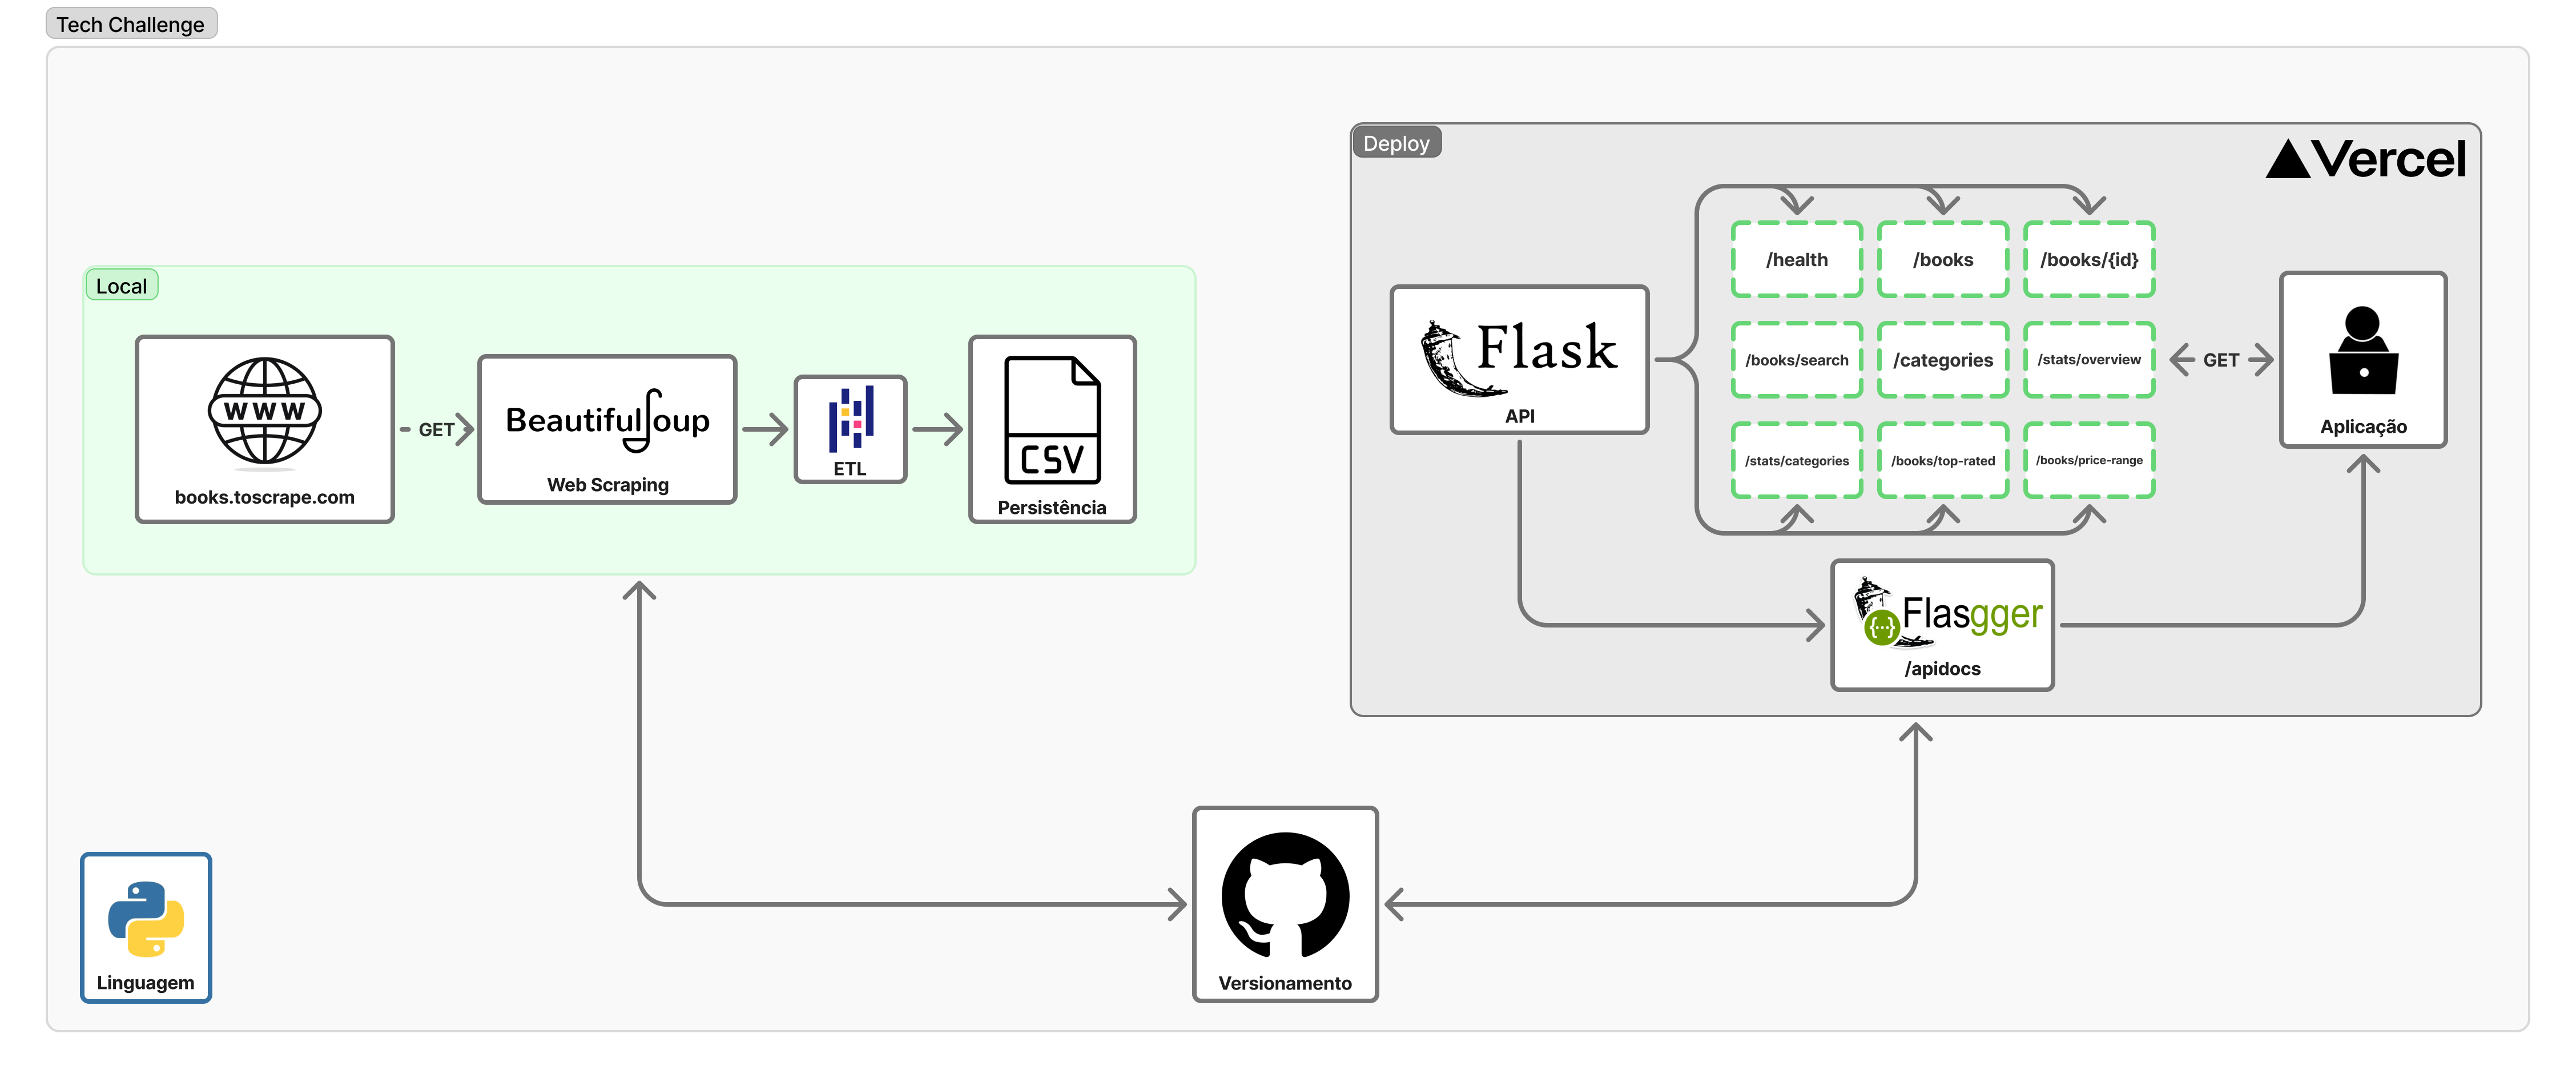 Tech Challenge
Local
WWW
books.toscrape.com
GET
BeautifulSoup
Web Scraping
ETL
CSV
Persistência
Deploy
Vercel
Flask
API
/health
/books
/books/{id}
/books/search
/categories
/stats/overview
/stats/categories
/books/top-rated
/books/price-range
GET
Aplicação
{···}
Flasgger
/apidocs
Versionamento
Linguagem